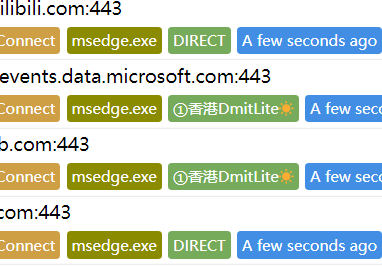 ilibili.com:443
Connect msedge.exe DIRECT A few seconds ago
events.data.microsoft.com:443
Connect msedge.exe ①香港DmitLite☀ A few seconds
b.com:443
Connect msedge.exe ①香港DmitLite☀ A few seconds
com:443
Connect msedge.exe DIRECT A few seconds ago